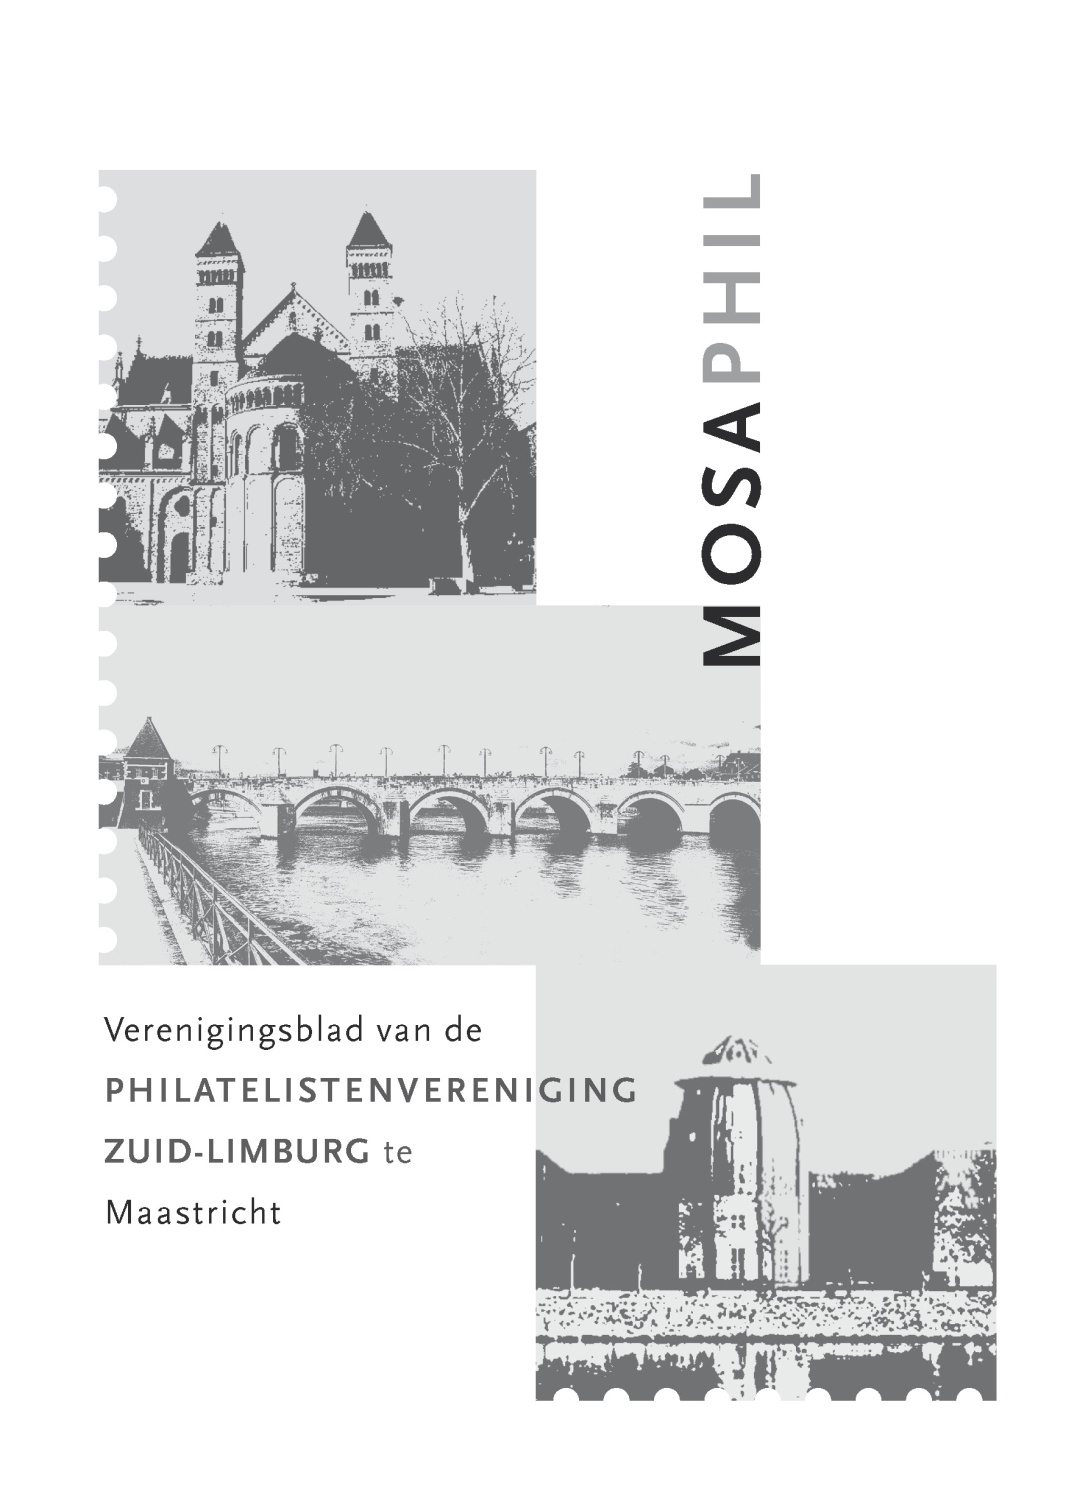 MOSAPHIL
Verenigingsblad van de
PHILATELISTENVERENIGING
ZUID-LIMBURG te
Maastricht